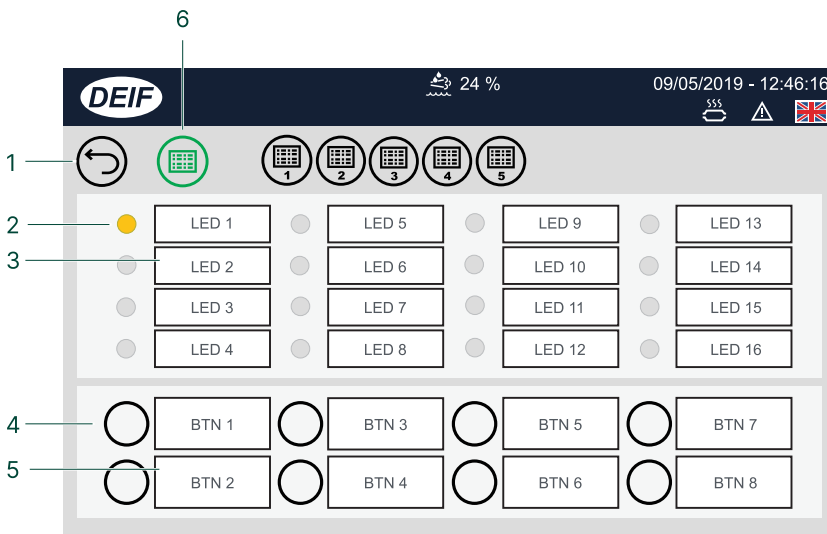 6
DEIF
24 %
09/05/2019 - 12:46:16
1
1 2 3 4 5
2
LED 1 LED 5 LED 9 LED 13
3
LED 2 LED 6 LED 10 LED 14
LED 3 LED 7 LED 11 LED 15
LED 4 LED 8 LED 12 LED 16
4
BTN 1 BTN 3 BTN 5 BTN 7
5
BTN 2 BTN 4 BTN 6 BTN 8